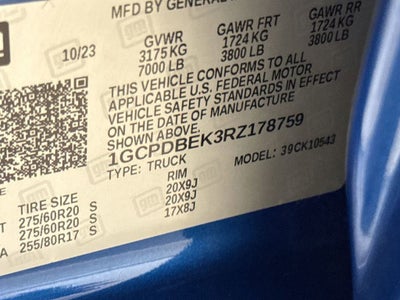 MFD BY GENERAL
gm
10/23 GVWR GAWR FRT GAWR RR
3175 KG 1724 KG 1724 KG
7000 LB 3800 LB 3800 LB
THIS VEHICLE CONFORMS TO ALL
APPLICABLE U.S. FEDERAL MOTOR
VEHICLE SAFETY STANDARDS IN EFFECT
ON THE DATE OF MANUFACTURE
SHOWN ABOVE.
1GCPDBEK3RZ178759
TYPE: TRUCK MODEL: 39CK10543
TIRE SIZE RIM
275/60R20 S 20X9J
275/60R20 S 20X9J
A 255/80R17 S 17X8J